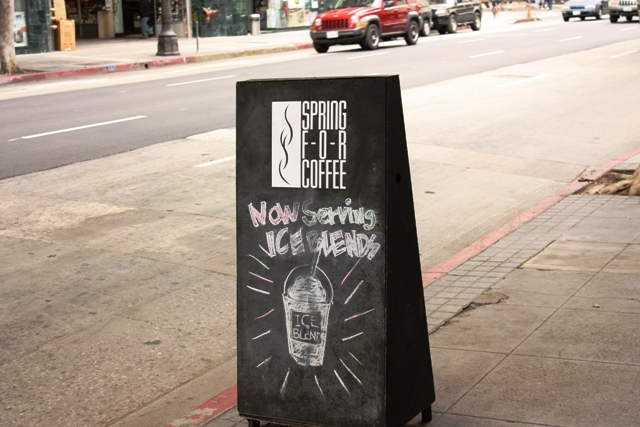 SPRING
F-O-R
COFFEE
NOW Serving
ICE BLENDS
ICE
BLEND